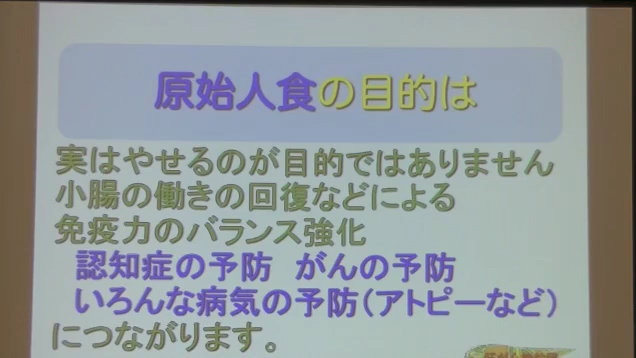 原始人食の目的は
実はやせるのが目的ではありません
小腸の働きの回復などによる
免疫力のバランス強化
認知症の予防 がんの予防
いろんな病気の予防（アトピーなど）
につながります。